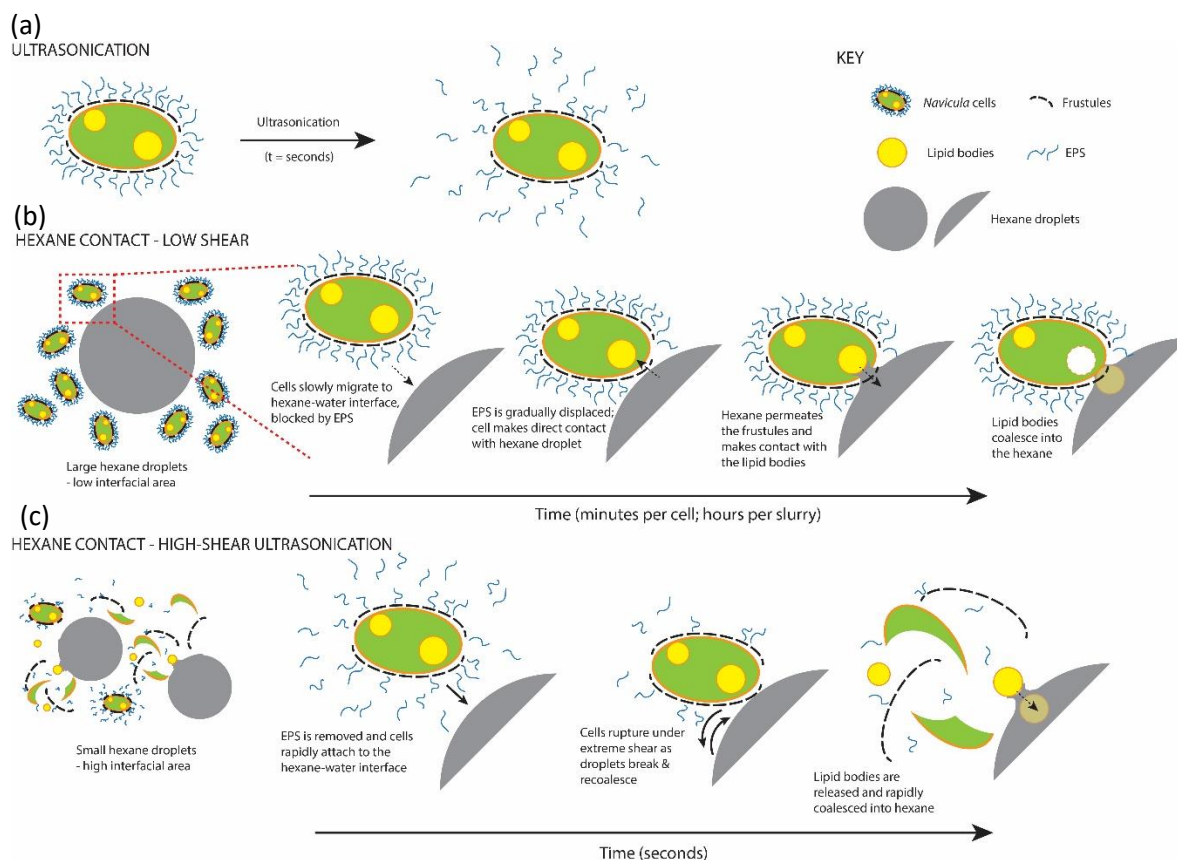 (a)
ULTRASONICATION
Ultrasonication
(t = seconds)
KEY
Navicula cells
Frustules
Lipid bodies
EPS
Hexane droplets
(b)
HEXANE CONTACT - LOW SHEAR
Large hexane droplets
- low interfacial area
Cells slowly migrate to
hexane-water interface,
blocked by EPS
EPS is gradually displaced;
cell makes direct contact
with hexane droplet
Hexane permeates
the frustules and
makes contact with
the lipid bodies
Lipid bodies
coalesce into
the hexane
Time (minutes per cell; hours per slurry)
(c)
HEXANE CONTACT - HIGH-SHEAR ULTRASONICATION
Small hexane droplets
- high interfacial area
EPS is removed and cells
rapidly attach to the
hexane-water interface
Cells rupture under
extreme shear as
droplets break &
recoalesce
Lipid bodies are
released and rapidly
coalesced into hexane
Time (seconds)